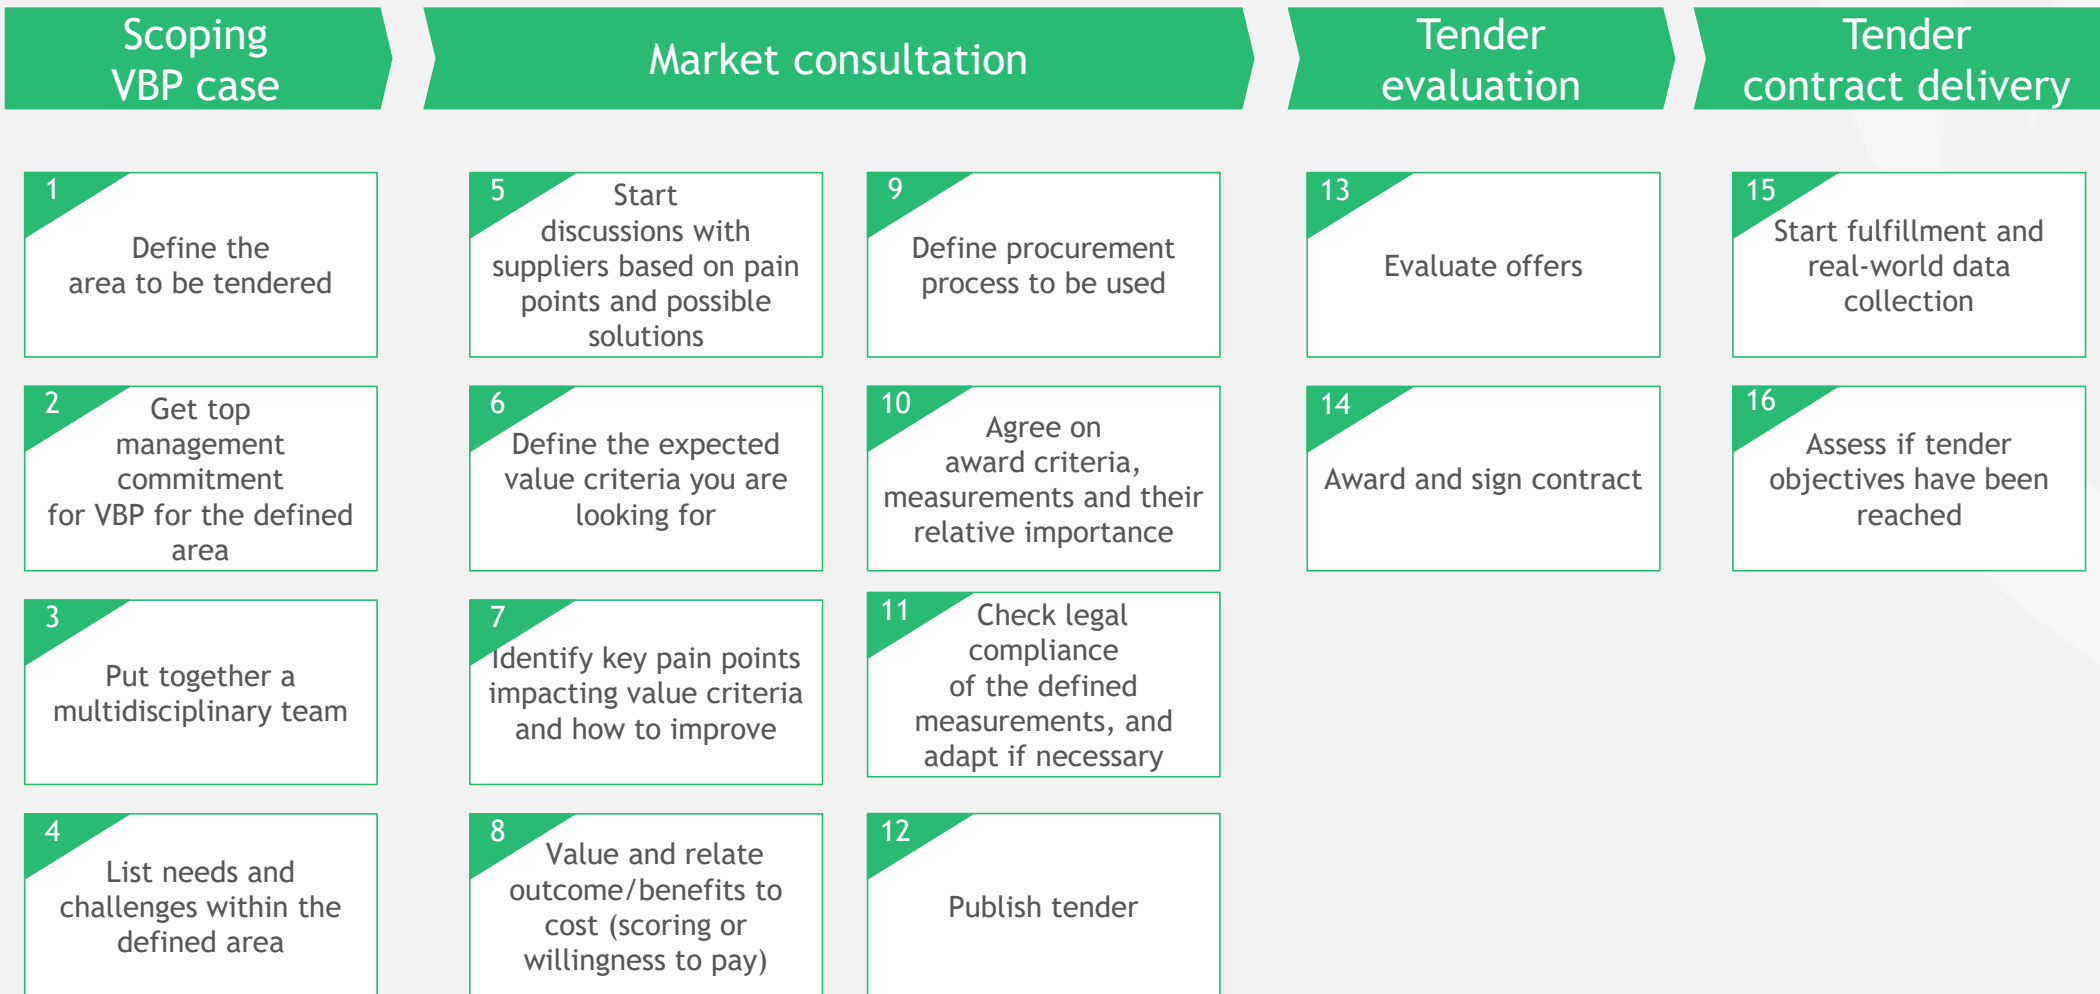 Scoping
VBP case
Market consultation
Tender
evaluation
Tender
contract delivery
1
Define the
area to be tendered
2
Get top
management
commitment
for VBP for the defined
area
3
Put together a
multidisciplinary team
4
List needs and
challenges within the
defined area
5
Start
discussions with
suppliers based on pain
points and possible
solutions
6
Define the expected
value criteria you are
looking for
7
Identify key pain points
impacting value criteria
and how to improve
8
Value and relate
outcome/benefits to
cost (scoring or
willingness to pay)
9
Define procurement
process to be used
10
Agree on
award criteria,
measurements and their
relative importance
11
Check legal
compliance
of the defined
measurements, and
adapt if necessary
12
Publish tender
13
Evaluate offers
14
Award and sign contract
15
Start fulfillment and
real-world data
collection
16
Assess if tender
objectives have been
reached